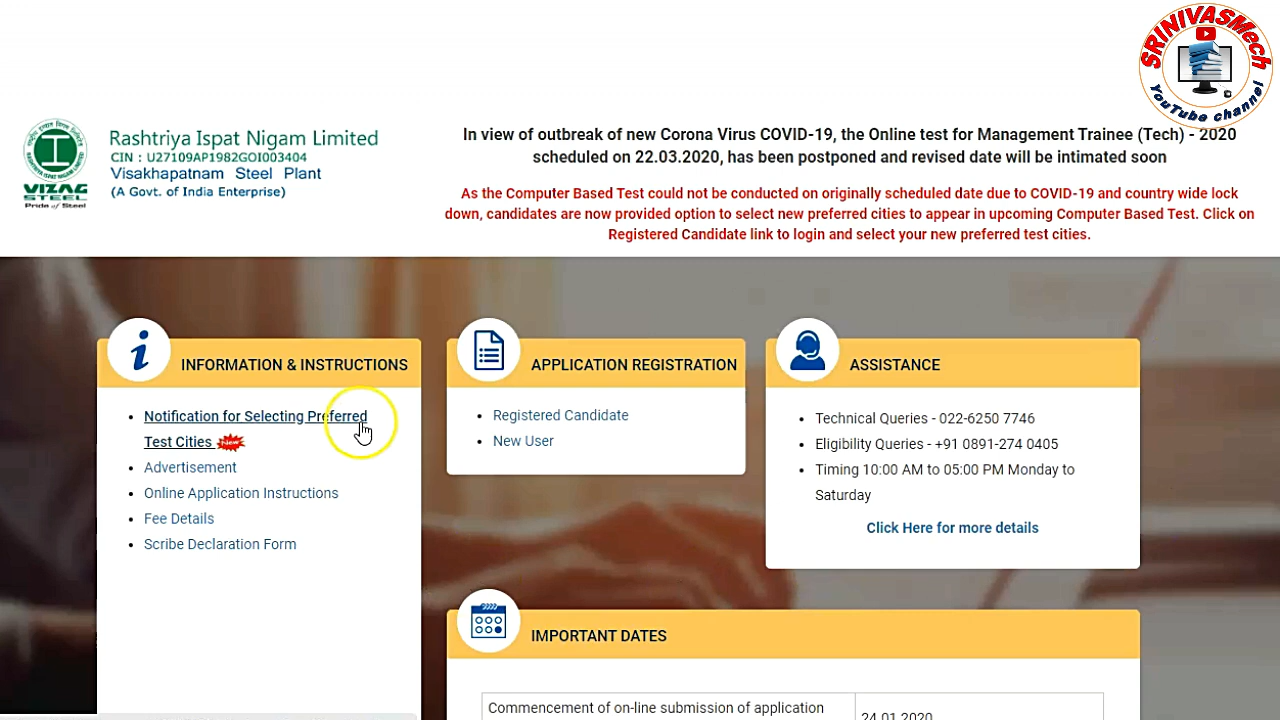 SRINIVASMech
YouTube channel
©
Rashtriya Ispat Nigam Limited
CIN : U27109AP1982GOI003404
Visakhapatnam Steel Plant
(A Govt. of India Enterprise)
VIZAG
STEEL
Pride of Steel
In view of outbreak of new Corona Virus COVID-19, the Online test for Management Trainee (Tech) - 2020
scheduled on 22.03.2020, has been postponed and revised date will be intimated soon
As the Computer Based Test could not be conducted on originally scheduled date due to COVID-19 and country wide lock
down, candidates are now provided option to select new preferred cities to appear in upcoming Computer Based Test. Click on
Registered Candidate link to login and select your new preferred test cities.
INFORMATION & INSTRUCTIONS
Notification for Selecting Preferred
Test Cities New
Advertisement
Online Application Instructions
Fee Details
Scribe Declaration Form
APPLICATION REGISTRATION
Registered Candidate
New User
ASSISTANCE
Technical Queries - 022-6250 7746
Eligibility Queries - +91 0891-274 0405
Timing 10:00 AM to 05:00 PM Monday to
Saturday
Click Here for more details
IMPORTANT DATES
Commencement of on-line submission of application
24.01.2020